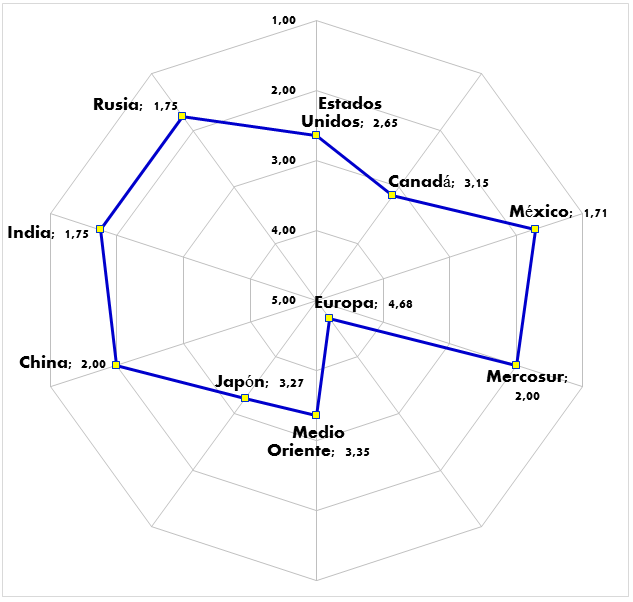 1,00
Rusia; 1,75
2,00
Estados
Unidos; 2,65
3,00
Canadá; 3,15
México; 1,71
India; 1,75
4,00
5,00
Europa; 4,68
China; 2,00
Japón; 3,27
Mercosur;
2,00
Medio
Oriente; 3,35